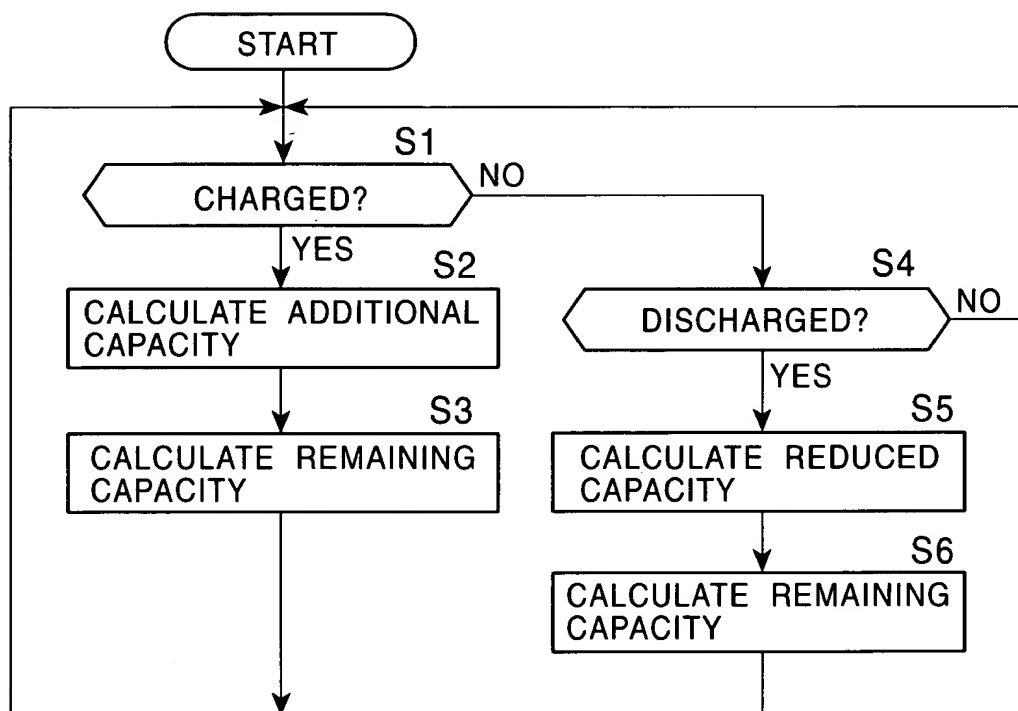 START
S1
CHARGED?
NO
YES
S2
CALCULATE ADDITIONAL
CAPACITY
S3
CALCULATE REMAINING
CAPACITY
S4
DISCHARGED?
NO
YES
S5
CALCULATE REDUCED
CAPACITY
S6
CALCULATE REMAINING
CAPACITY